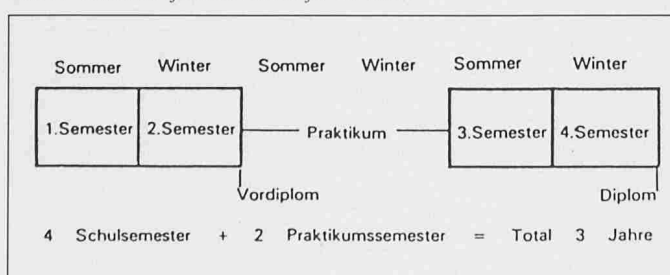 Sommer Winter Sommer Winter Sommer Winter
1.Semester 2.Semester Praktikum 3.Semester 4.Semester
Vordiplom Diplom
4 Schulsemester + 2 Praktikumssemester = Total 3 Jahre